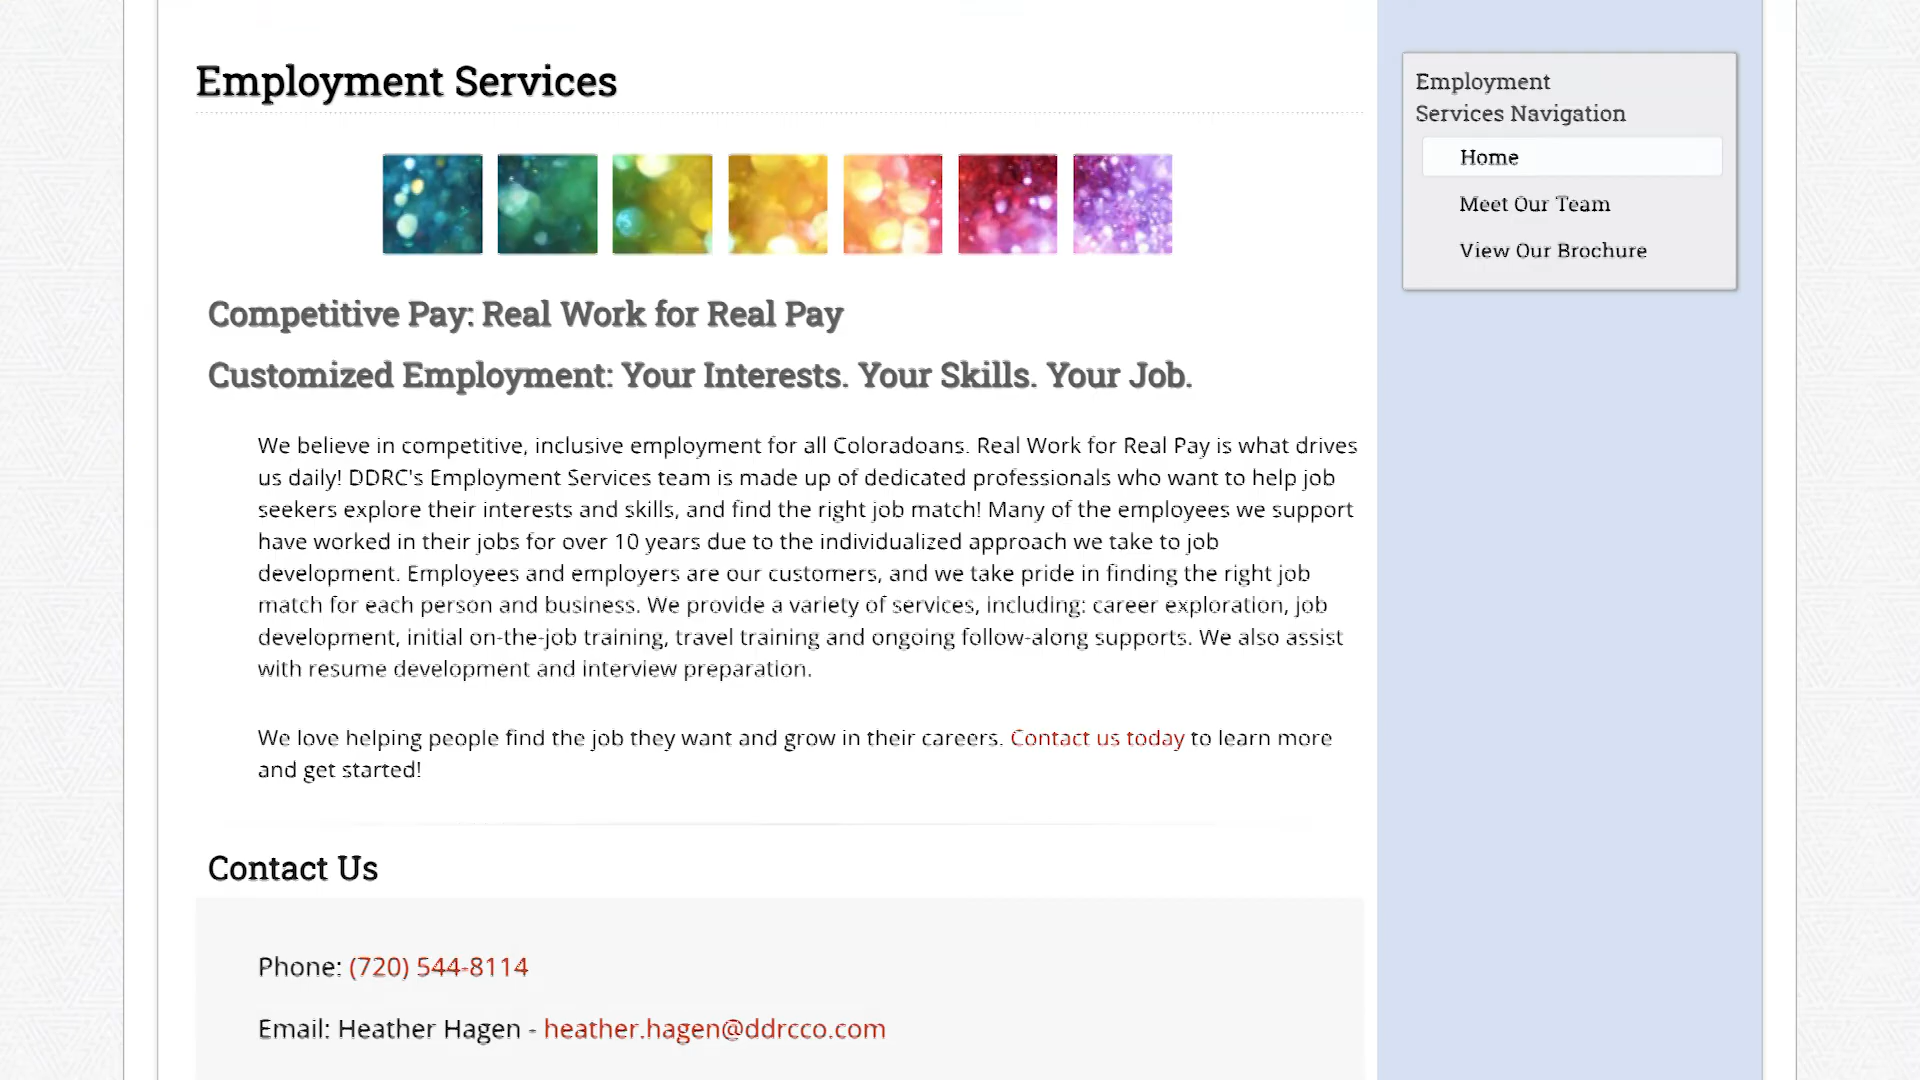 Employment Services
Competitive Pay: Real Work for Real Pay
Customized Employment: Your Interests. Your Skills. Your Job.
We believe in competitive, inclusive employment for all Coloradoans. Real Work for Real Pay is what drives
us daily! DDRC's Employment Services team is made up of dedicated professionals who want to help job
seekers explore their interests and skills, and find the right job match! Many of the employees we support
have worked in their jobs for over 10 years due to the individualized approach we take to job
development. Employees and employers are our customers, and we take pride in finding the right job
match for each person and business. We provide a variety of services, including: career exploration, job
development, initial on-the-job training, travel training and ongoing follow-along supports. We also assist
with resume development and interview preparation.
We love helping people find the job they want and grow in their careers. Contact us today to learn more
and get started!
Contact Us
Phone: (720) 544-8114
Email: Heather Hagen - heather.hagen@ddrcco.com
Employment
Services Navigation
Home
Meet Our Team
View Our Brochure